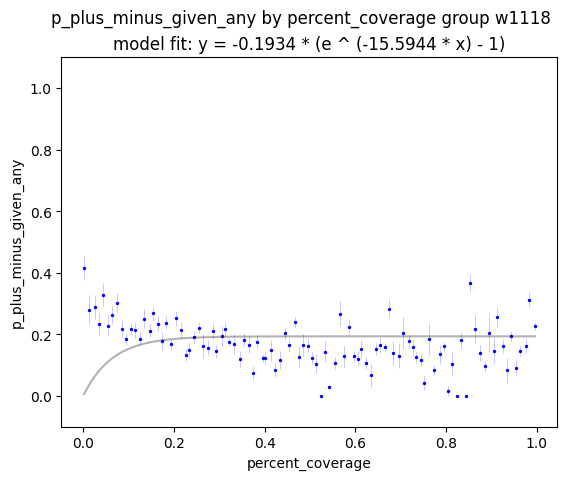 p_plus_minus_given_any by percent_coverage group w1118
model fit: y = -0.1934 * (e ^ (-15.5944 * x) - 1)
1.0
0.8
0.6
0.4
0.2
0.0
p_plus_minus_given_any
0.0 0.2 0.4 0.6 0.8 1.0
percent_coverage